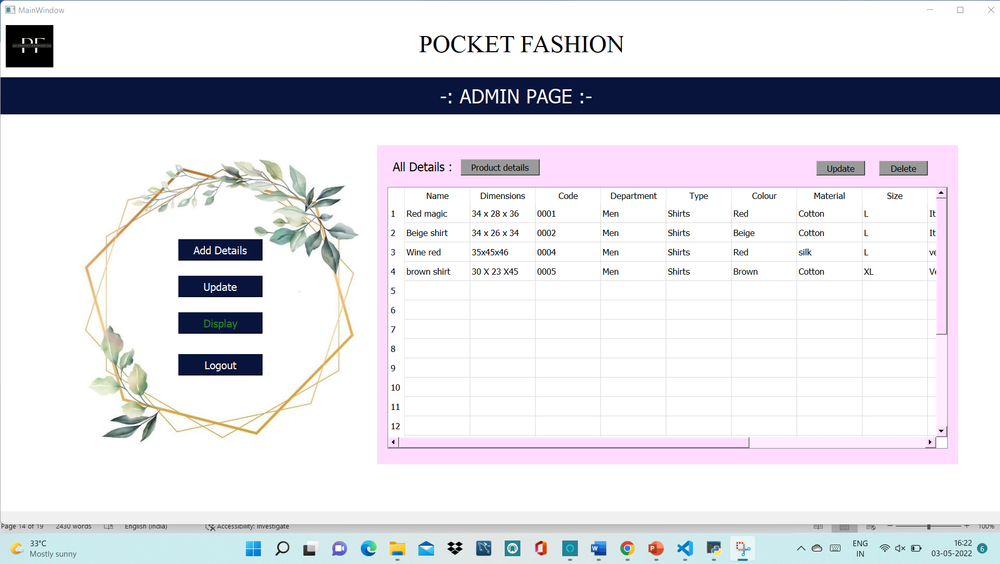 MainWindow
PF
POCKET FASHION
POCKET FASHION
-: ADMIN PAGE :-
All Details : Product details Update Delete
Name Dimensions Code Department Type Colour Material Size
1 Red magic 34 x 28 x 36 0001 Men Shirts Red Cotton L It
2 Beige shirt 34 x 26 x 34 0002 Men Shirts Beige Cotton L It
3 Wine red 35x45x46 0004 Men Shirts Red silk L ve
4 brown shirt 30 X 23 X45 0005 Men Shirts Brown Cotton XL Ve
5
6
7
8
9
10
11
12
Add Details
Update
Display
Logout
Page 14 of 19 2430 words English (India) Accessibility: Investigate 100%
33°C
Mostly sunny
ENG
IN
16:22
03-05-2022
6